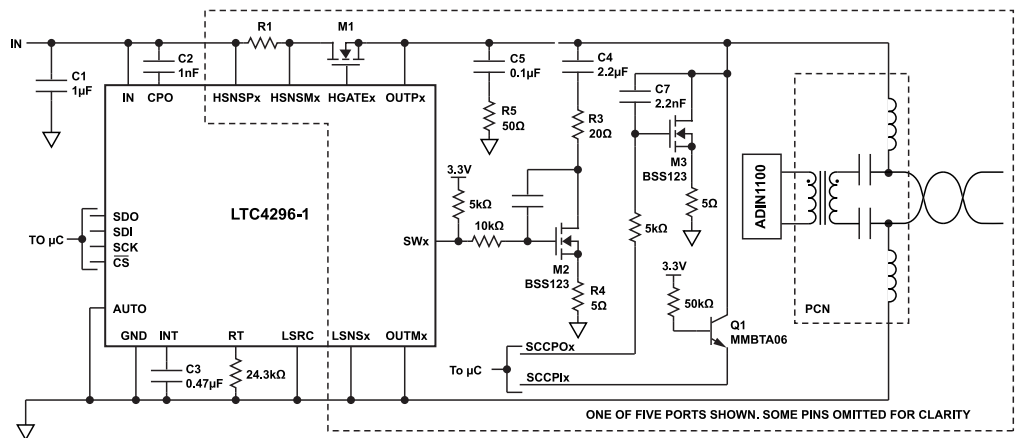 IN
R1
M1
C1
1µF
C2
1nF
IN
CPO
HSNSPx
HSNSMx
HGATEx
OUTPx
C5
0.1µF
R5
50Ω
C4
2.2µF
R3
20Ω
C7
2.2nF
M3
BSS123
5Ω
3.3V
5kΩ
10kΩ
SWx
M2
BSS123
R4
5Ω
5kΩ
3.3V
50kΩ
Q1
MMBTA06
ADIN1100
PCN
LTC4296-1
TO µC
SDO
SDI
SCK
CS
AUTO
GND
INT
RT
LSRC
LSNSx
OUTMx
C3
0.47µF
24.3kΩ
To µC
SCCPOx
SCCPIx
ONE OF FIVE PORTS SHOWN. SOME PINS OMITTED FOR CLARITY